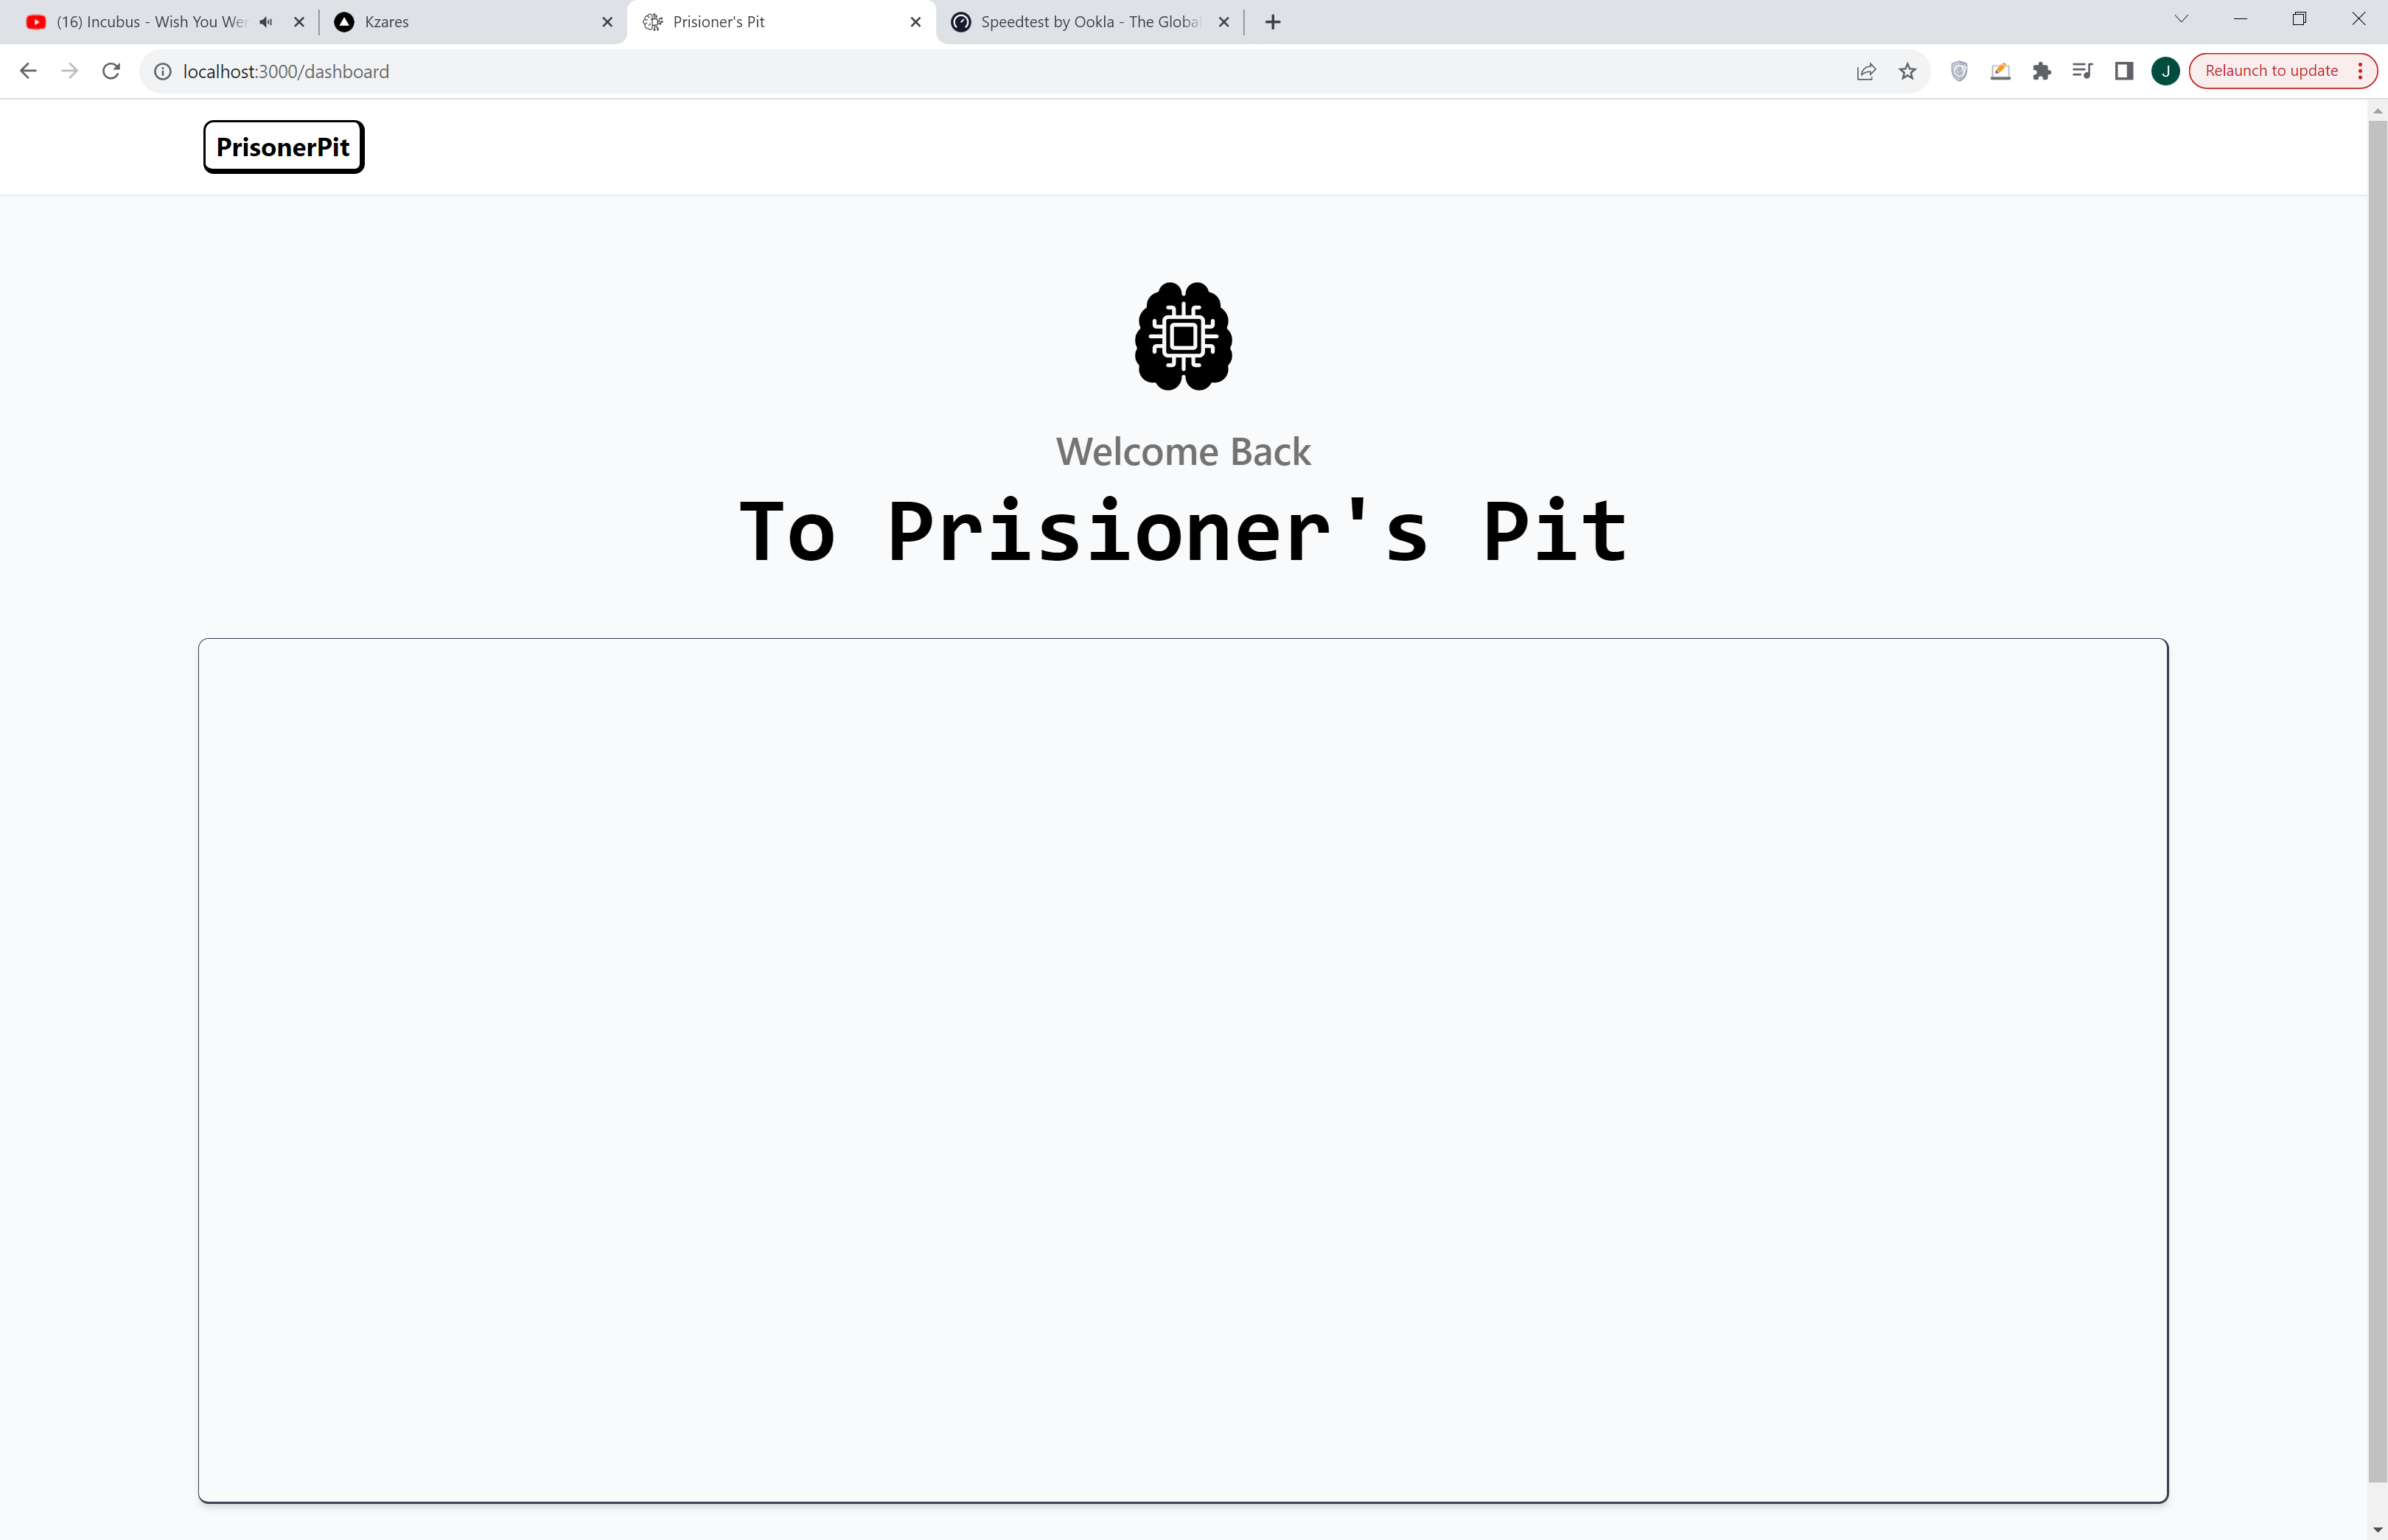 (16) Incubus - Wish You Wer
Kzares
Prisioner's Pit
Speedtest by Ookla - The Globa
localhost:3000/dashboard
J
Relaunch to update
PrisonerPit
Welcome Back
To Prisioner's Pit